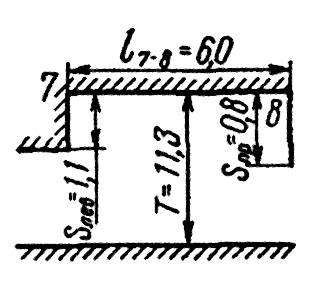 l₇₋₈ = 6,0
7
8
Sлев = 1,1
T = 11,3
Sпр = 0,8